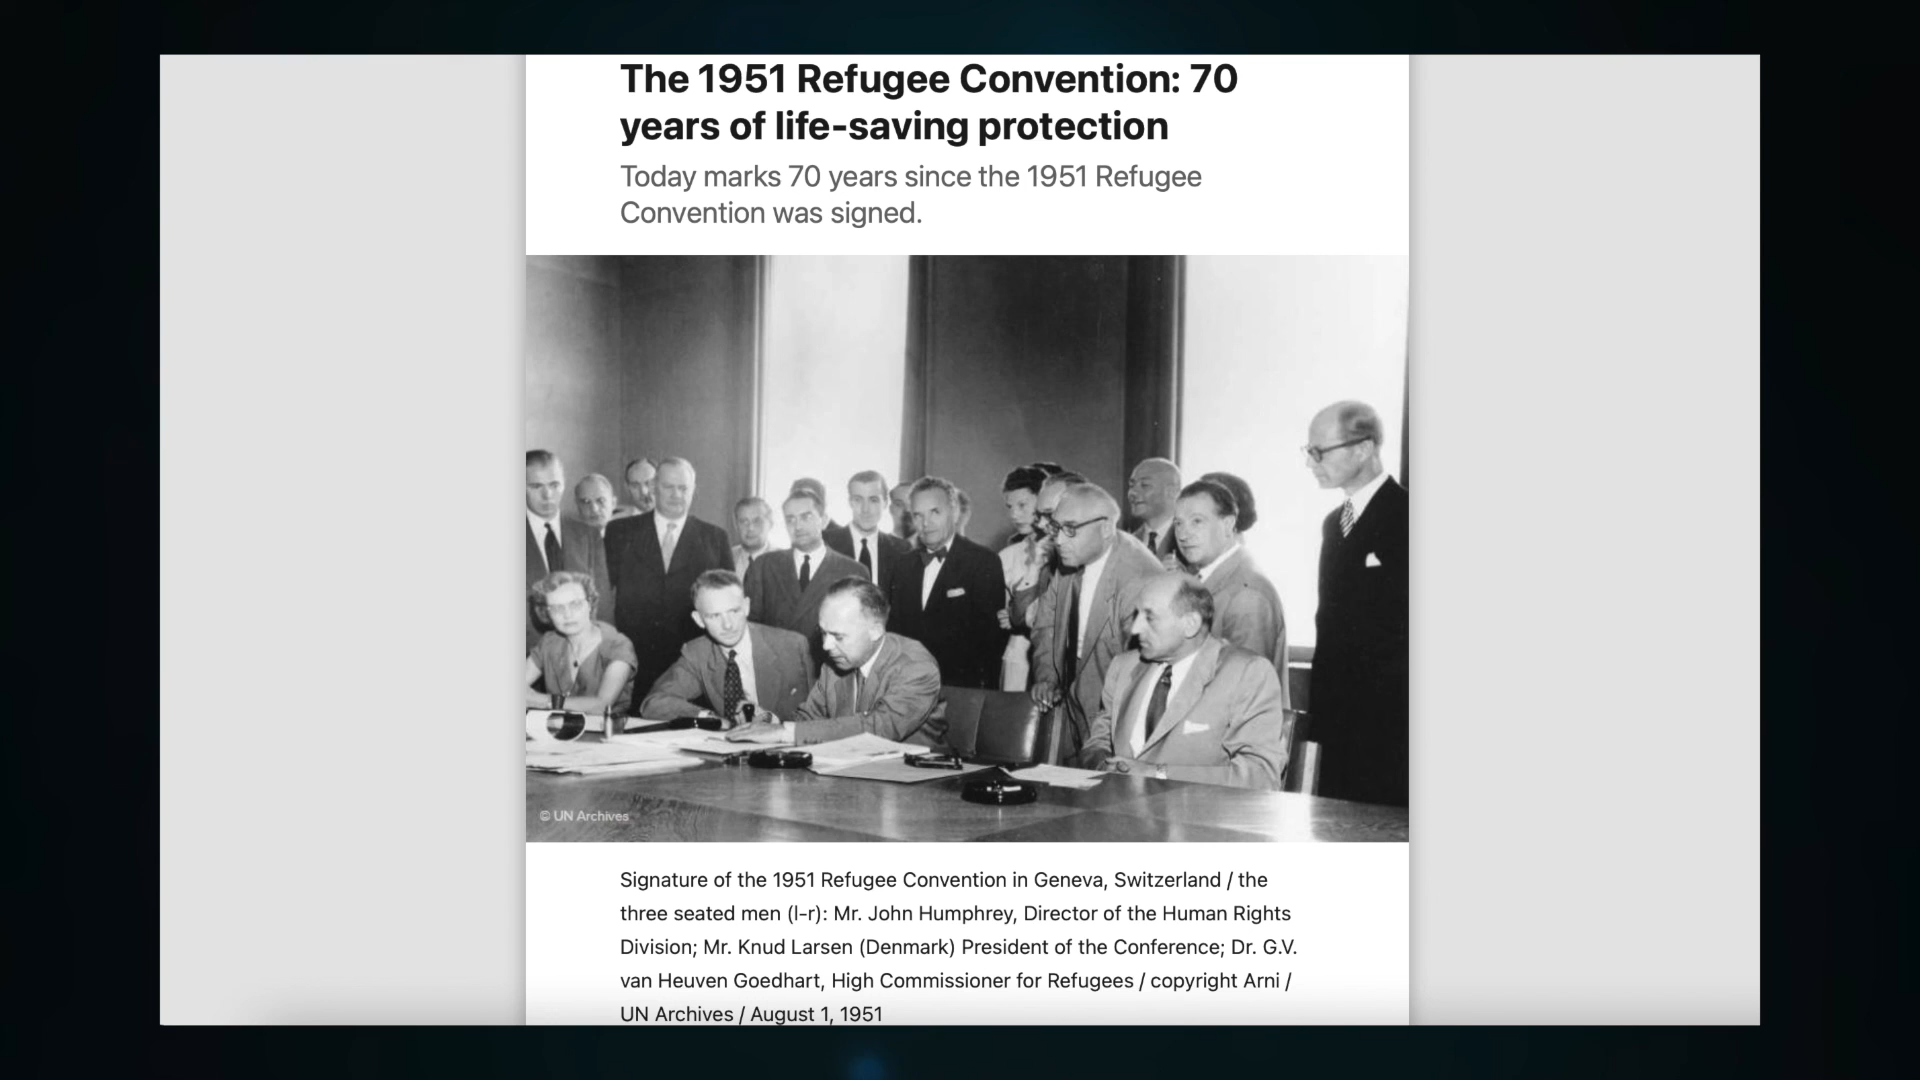 The 1951 Refugee Convention: 70
years of life-saving protection
Today marks 70 years since the 1951 Refugee
Convention was signed.
© UN Archives
Signature of the 1951 Refugee Convention in Geneva, Switzerland / the
three seated men (l-r): Mr. John Humphrey, Director of the Human Rights
Division; Mr. Knud Larsen (Denmark) President of the Conference; Dr. G.V.
van Heuven Goedhart, High Commissioner for Refugees / copyright Arni /
UN Archives / August 1, 1951